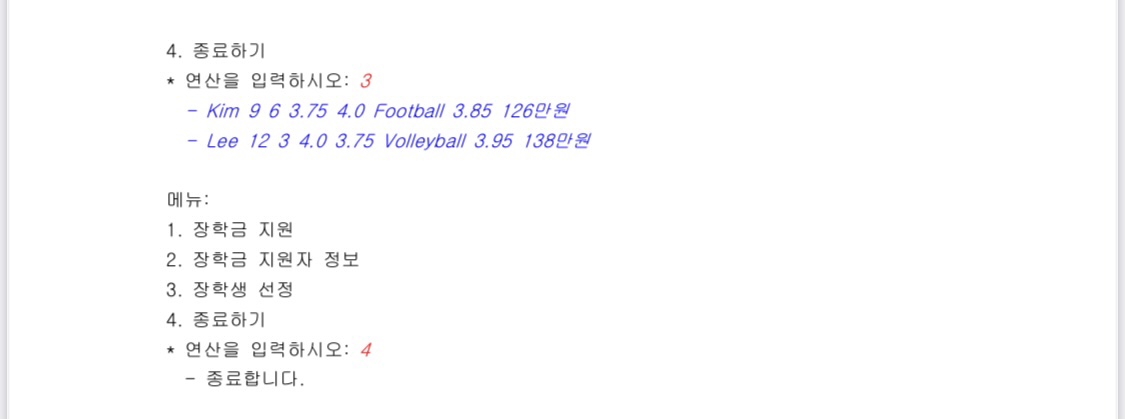 4. 종료하기
* 연산을 입력하시오: 3
- Kim 9 6 3.75 4.0 Football 3.85 126만원
- Lee 12 3 4.0 3.75 Volleyball 3.95 138만원
메뉴:
1. 장학금 지원
2. 장학금 지원자 정보
3. 장학생 선정
4. 종료하기
* 연산을 입력하시오: 4
- 종료합니다.